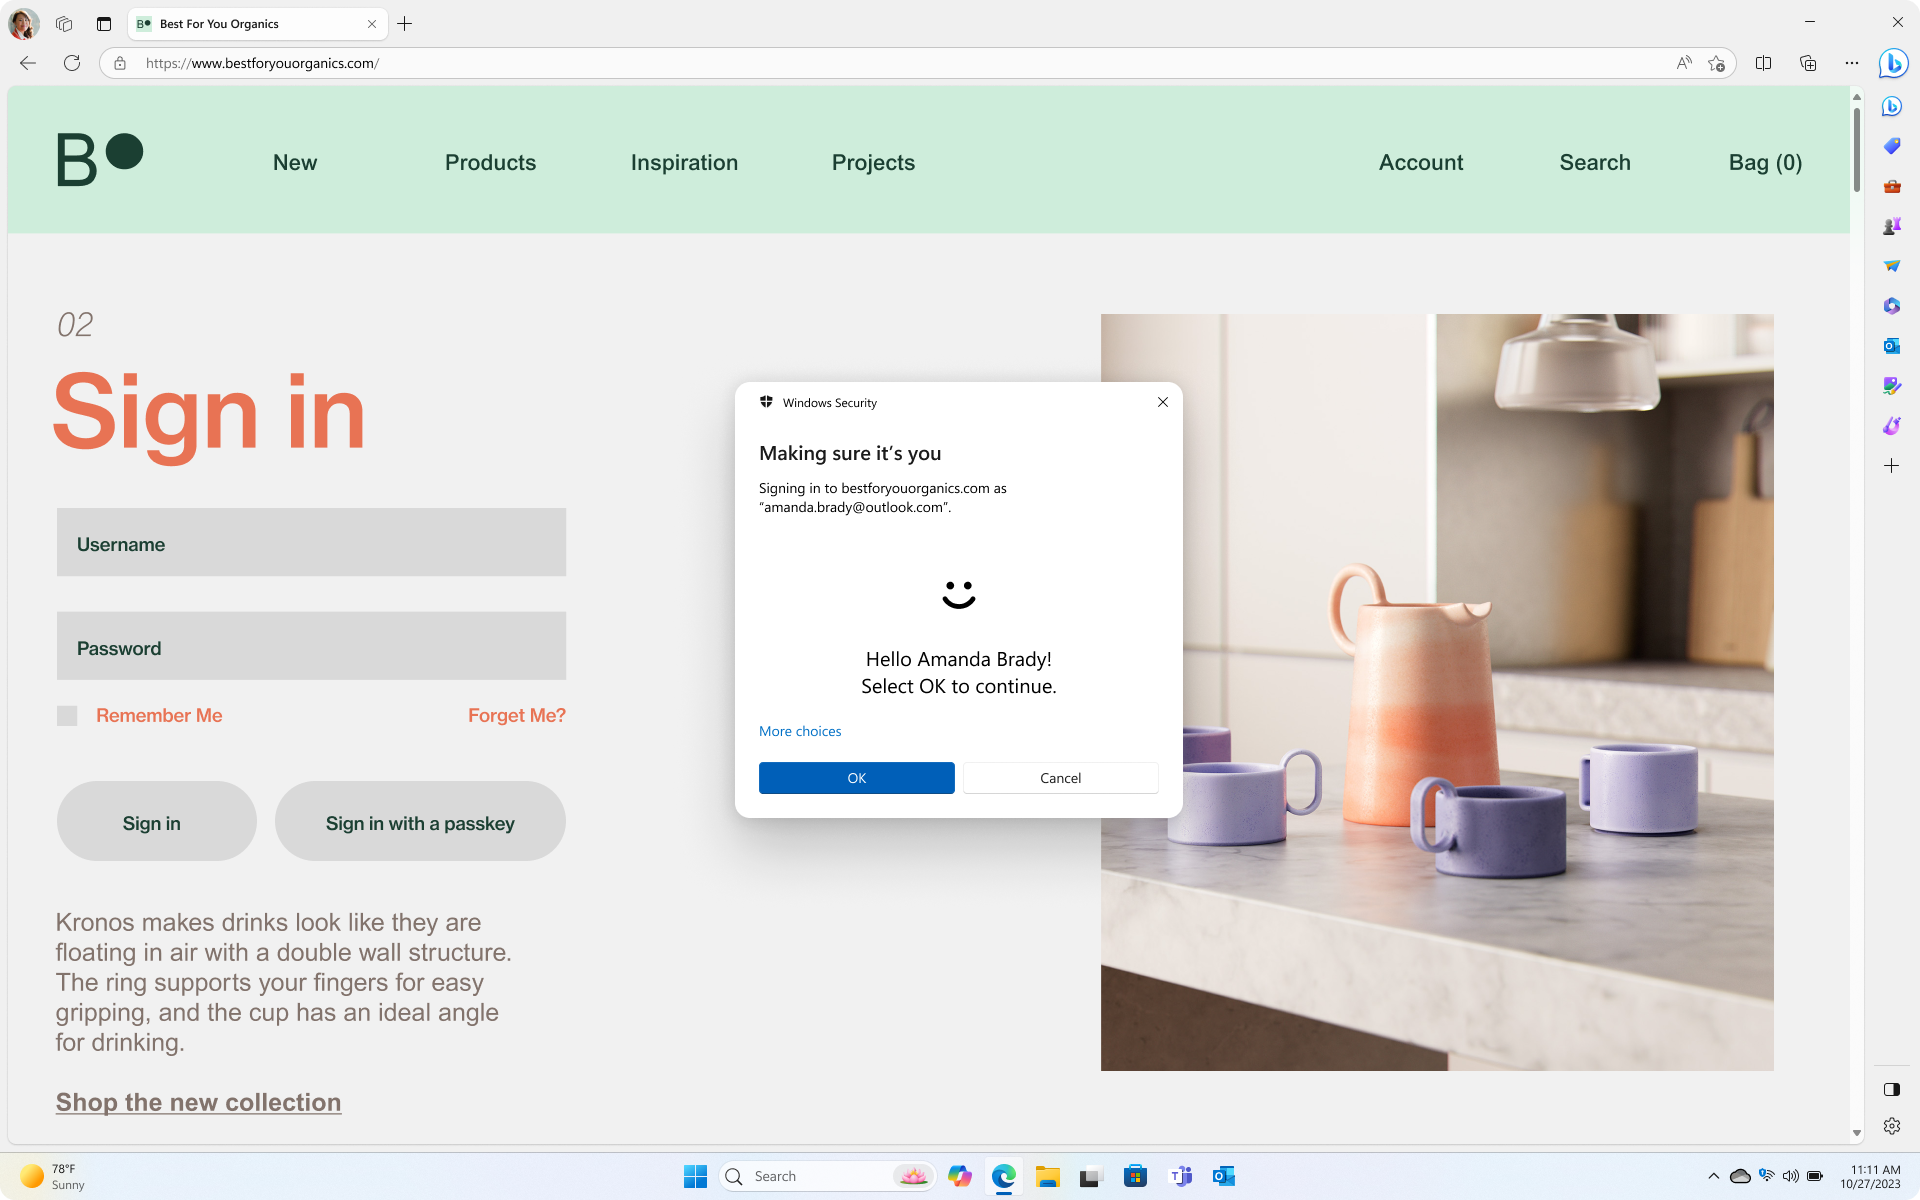 B●
Best For You Organics
https://www.bestforyouorganics.com/
B●
New
Products
Inspiration
Projects
Account
Search
Bag (0)
02
Sign in
Username
Password
Remember Me
Forget Me?
Sign in
Sign in with a passkey
Kronos makes drinks look like they are
floating in air with a double wall structure.
The ring supports your fingers for easy
gripping, and the cup has an ideal angle
for drinking.
Shop the new collection
Windows Security
Making sure it’s you
Signing in to bestforyouorganics.com as
“amanda.brady@outlook.com”.
Hello Amanda Brady!
Select OK to continue.
More choices
OK
Cancel
78°F
Sunny
Search
11:11 AM
10/27/2023